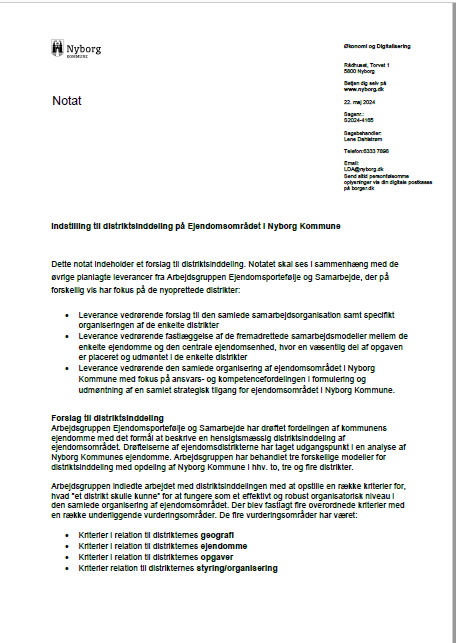 Nyborg
KOMMUNE
Økonomi og Digitalisering
Rådhuset, Torvet 1
5800 Nyborg
Betjen dig selv på
www.nyborg.dk
22. maj 2024
Sagsnr.:
S2024-4165
Sagsbehandler:
Lene Dahlstrøm
Telefon:6333 7896
Email:
LDA@nyborg.dk
Send altid personfølsomme
oplysninger via din digitale postkasse
på borger.dk
Notat
Indstilling til distriktsinddeling på Ejendomsområdet i Nyborg Kommune
Dette notat indeholder et forslag til distriktsinddeling. Notatet skal ses i sammenhæng med de
øvrige planlagte leverancer fra Arbejdsgruppen Ejendomsportefølje og Samarbejde, der på
forskellig vis har fokus på de nyoprettede distrikter:
• Leverance vedrørende forslag til den samlede samarbejdsorganisation samt specifikt
organiseringen af de enkelte distrikter
• Leverance vedrørende fastlæggelse af de fremadrettede samarbejdsmodeller mellem de
enkelte ejendomme og den centrale ejendomsenhed, hvor en væsentlig del af opgaven
er placeret og udmøntet i de enkelte distrikter
• Leverance vedrørende den samlede organisering af ejendomsområdet i Nyborg
Kommune med fokus på ansvars- og kompetencefordelingen i formulering og
udmøntning af en samlet strategisk tilgang for ejendomsområdet i Nyborg Kommune.
Forslag til distriktsinddeling
Arbejdsgruppen Ejendomsportefølje og Samarbejde har drøftet fordelingen af kommunens
ejendomme med det formål at beskrive en hensigtsmæssig distriktsinddeling af
ejendomsområdet. Drøftelserne af ejendomsdistrikterne har taget udgangspunkt i en analyse af
Nyborg Kommunes ejendomme. Arbejdsgruppen har behandlet tre forskellige modeller for
distriktsinddeling med opdeling af Nyborg Kommune i hhv. to, tre og fire distrikter.
Arbejdsgruppen indledte arbejdet med distriktsinddelingen med at opstille en række kriterier for,
hvad "et distrikt skulle kunne" for at fungere som et effektivt og robust organisatorisk niveau i
den samlede organisering af ejendomsområdet. Der blev fastlagt fire overordnede kriterier med
en række underliggende vurderingsområder. De fire vurderingsområder har været:
• Kriterier i relation til distrikternes geografi
• Kriterier i relation til distrikternes ejendomme
• Kriterier i relation til distrikternes opgaver
• Kriterier relation til distrikternes styring/organisering